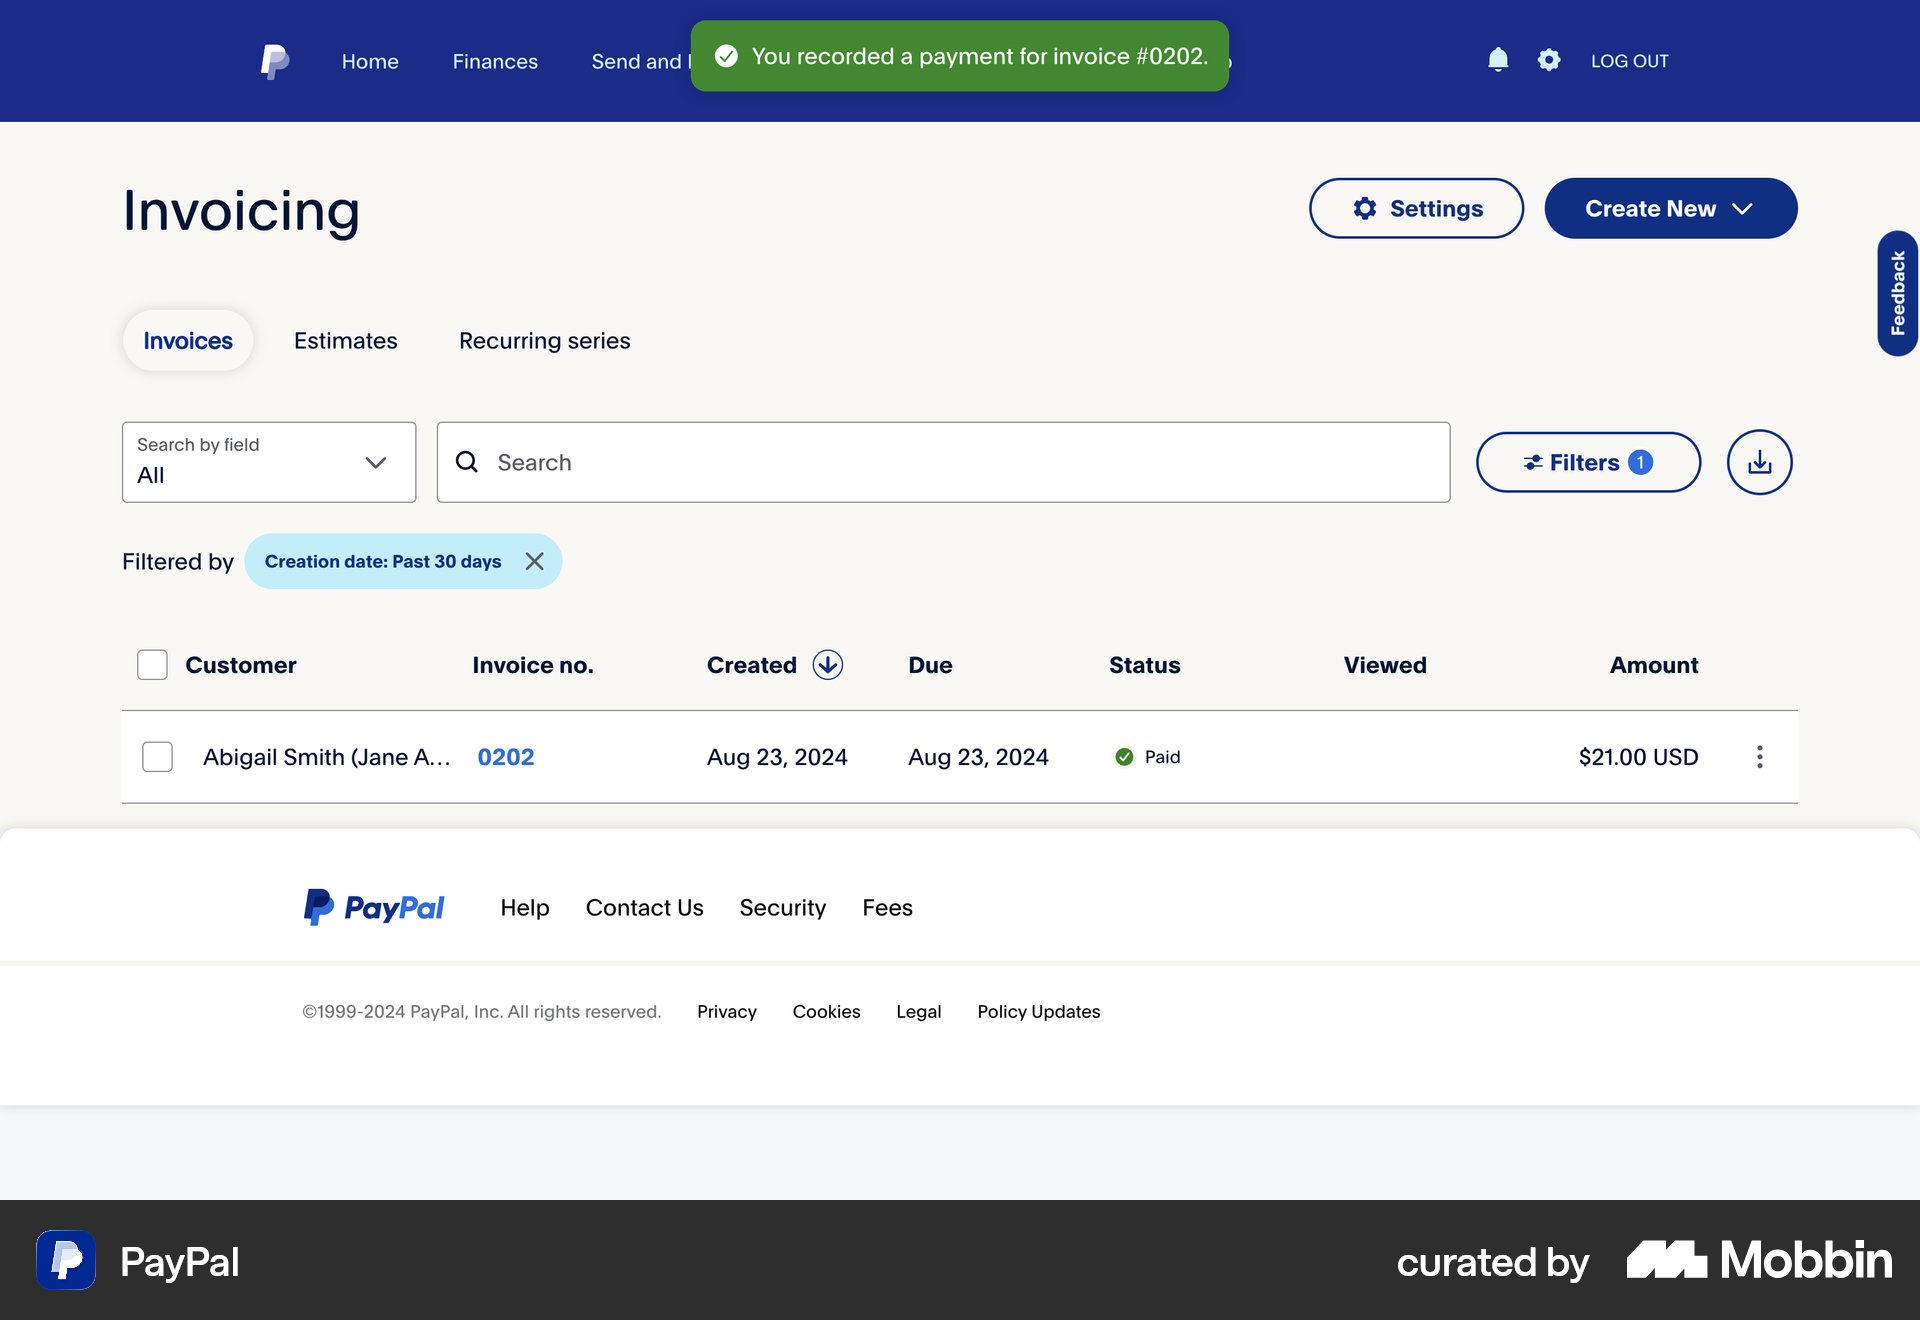 Home
Finances
Send and
You recorded a payment for invoice #0202.
LOG OUT
Invoicing
Settings
Create New
Feedback
Invoices
Estimates
Recurring series
Search by field
All
Search
Filters 1
Filtered by
Creation date: Past 30 days
Customer
Invoice no.
Created
Due
Status
Viewed
Amount
Abigail Smith (Jane A...
0202
Aug 23, 2024
Aug 23, 2024
Paid
$21.00 USD
PayPal
Help
Contact Us
Security
Fees
©1999-2024 PayPal, Inc. All rights reserved.
Privacy
Cookies
Legal
Policy Updates
PayPal
curated by
Mobbin